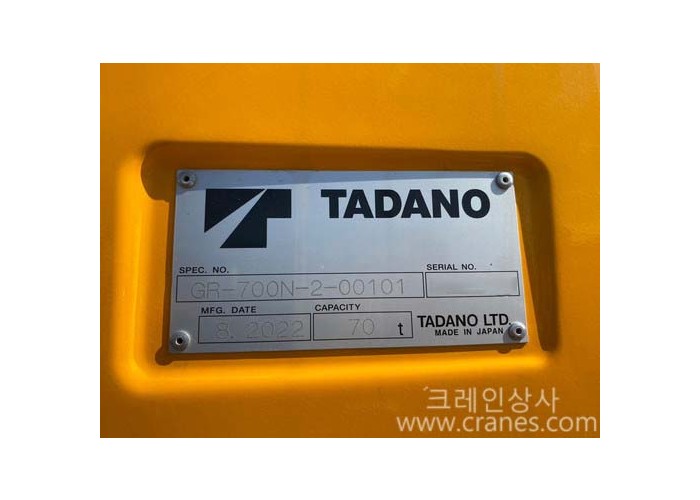 TADANO
SPEC. NO.
SERIAL NO.
GR-700N-2-00101
MFG. DATE
CAPACITY
8. 2022
70 t
TADANO LTD.
MADE IN JAPAN
크레인상사
www.cranes.com